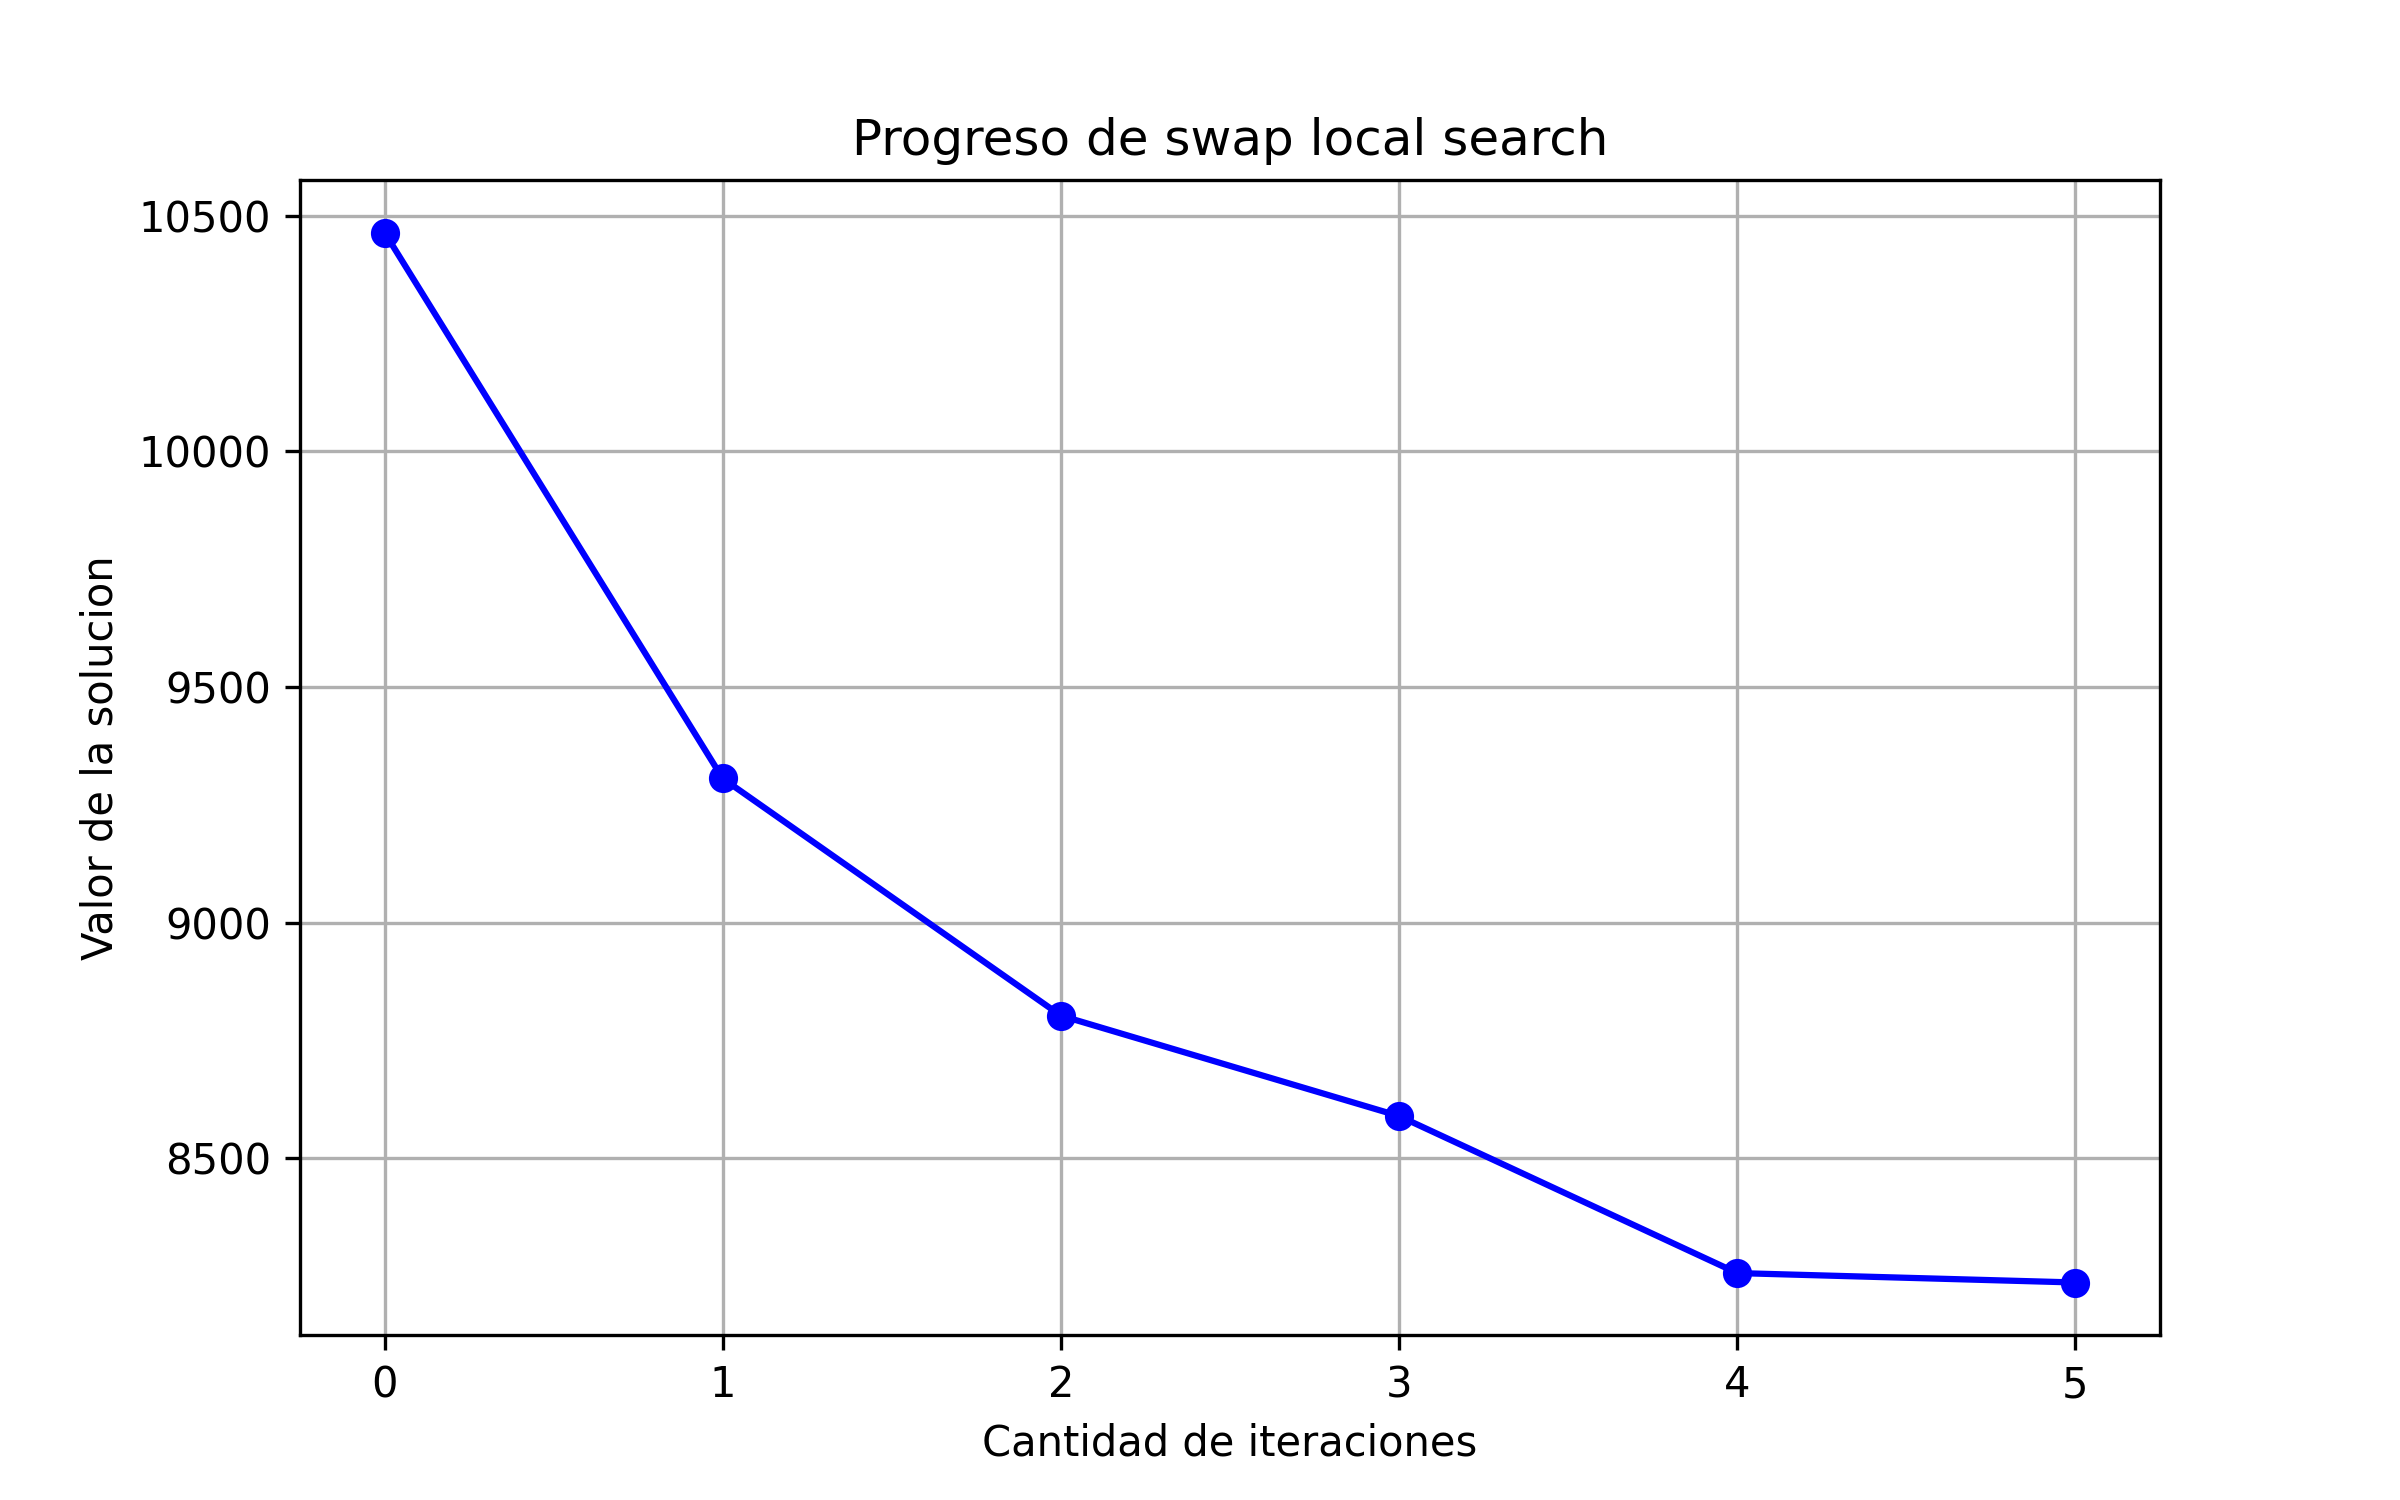 Progreso de swap local search
10500
10000
9500
9000
8500
Valor de la solucion
0 1 2 3 4 5
Cantidad de iteraciones